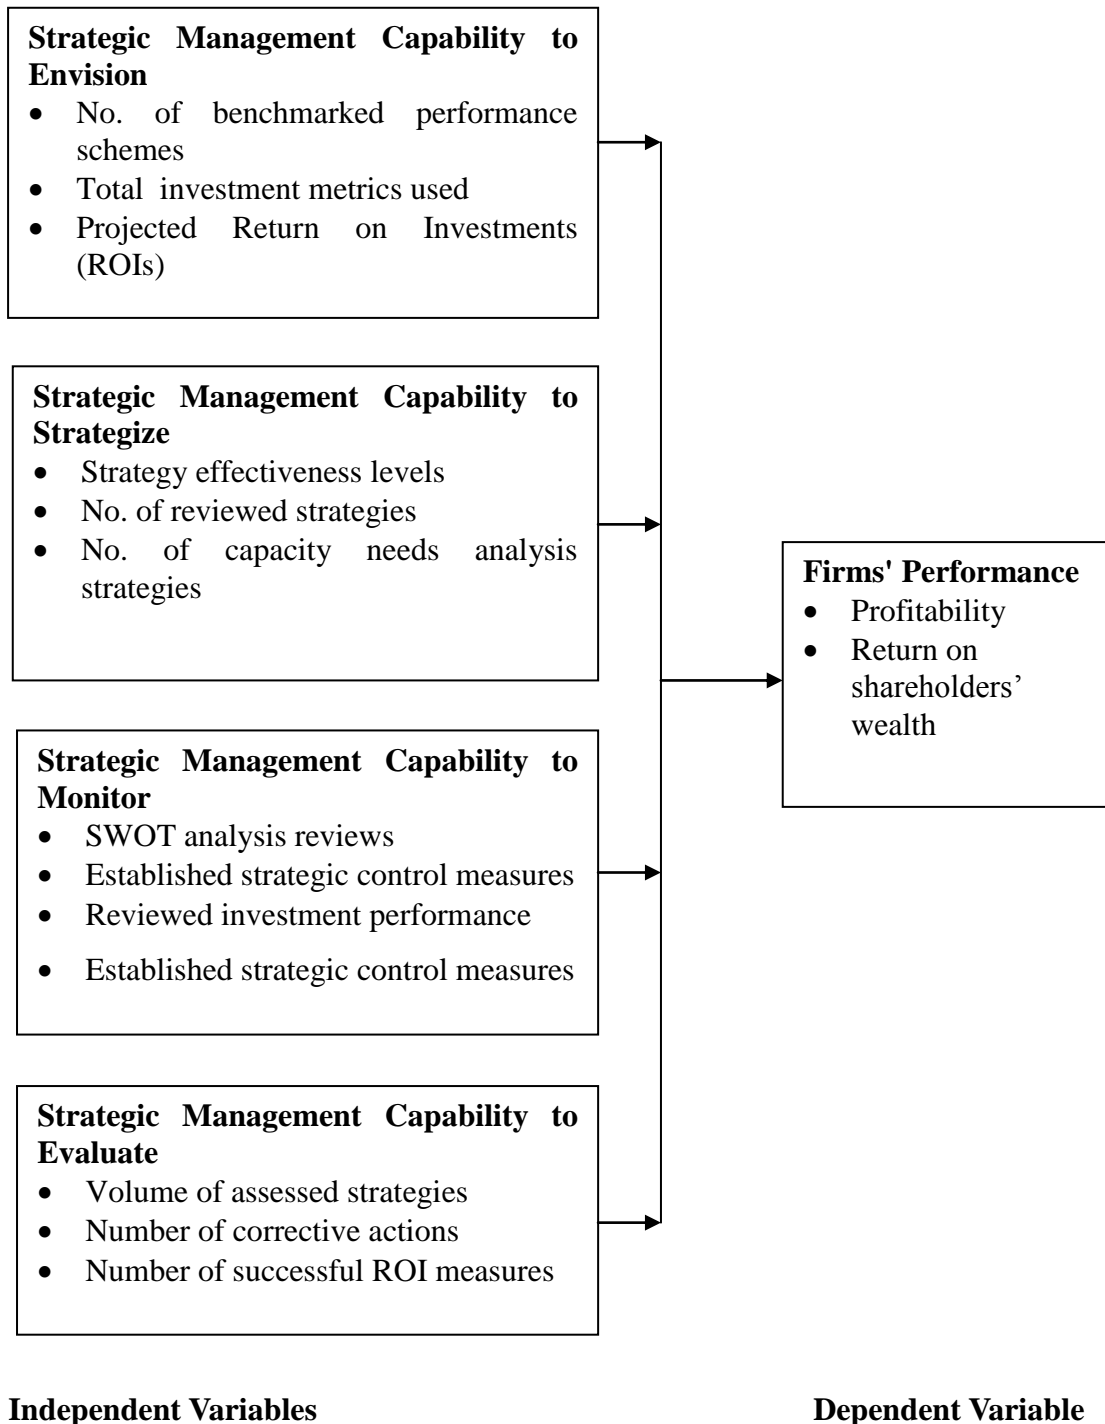 Strategic Management Capability to
Envision
• No. of benchmarked performance
schemes
• Total investment metrics used
• Projected Return on Investments
(ROIs)
Strategic Management Capability to
Strategize
• Strategy effectiveness levels
• No. of reviewed strategies
• No. of capacity needs analysis
strategies
Strategic Management Capability to
Monitor
• SWOT analysis reviews
• Established strategic control measures
• Reviewed investment performance
• Established strategic control measures
Strategic Management Capability to
Evaluate
• Volume of assessed strategies
• Number of corrective actions
• Number of successful ROI measures
Firms' Performance
• Profitability
• Return on
shareholders’
wealth
Independent Variables
Dependent Variable